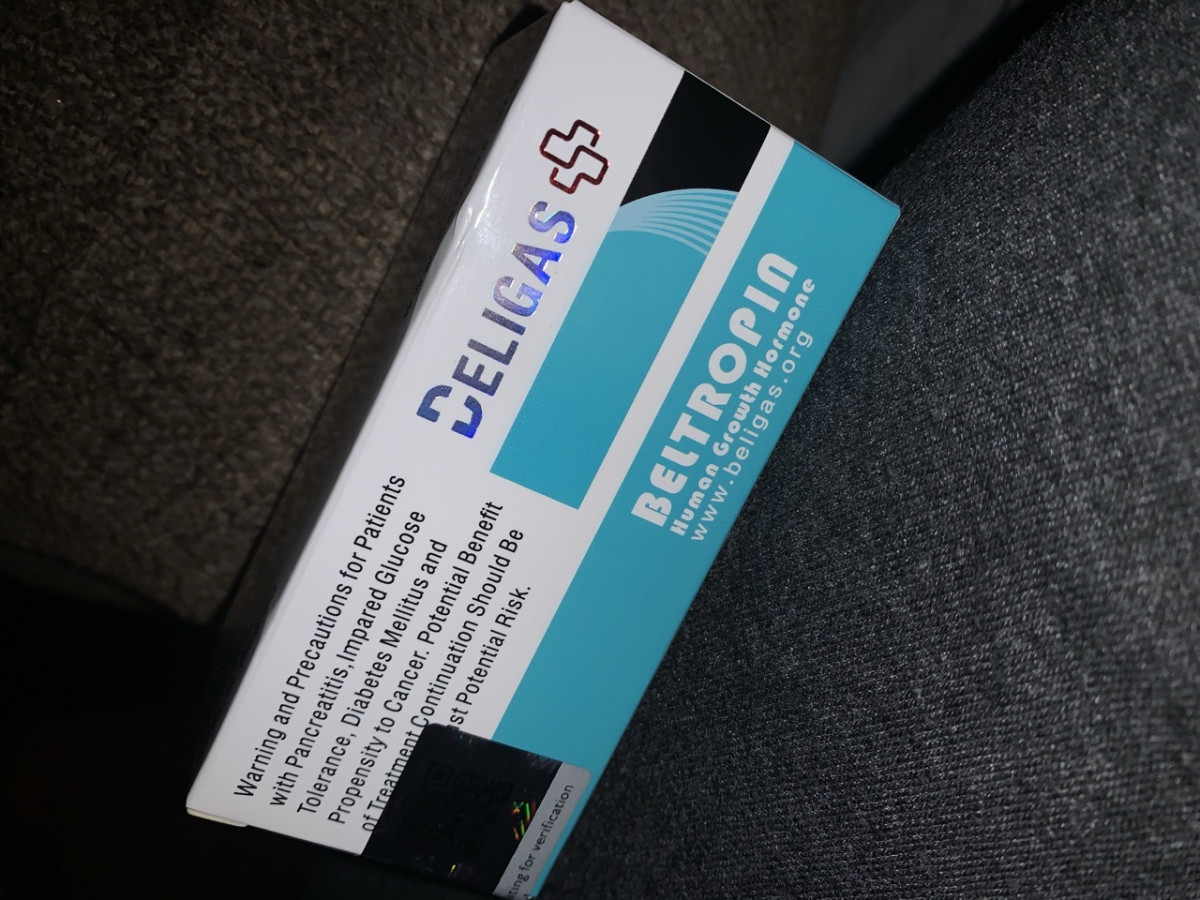 BELIGAS
BELTROPIN
Human Growth Hormone
www.beligas.org
Warning and Precautions for Patients
with Pancreatitis,Impared Glucose
Tolerance, Diabetes Mellitus and
Propensity to Cancer. Potential Benefit
of Treatment Continuation Should Be
Potential Risk.
for verification